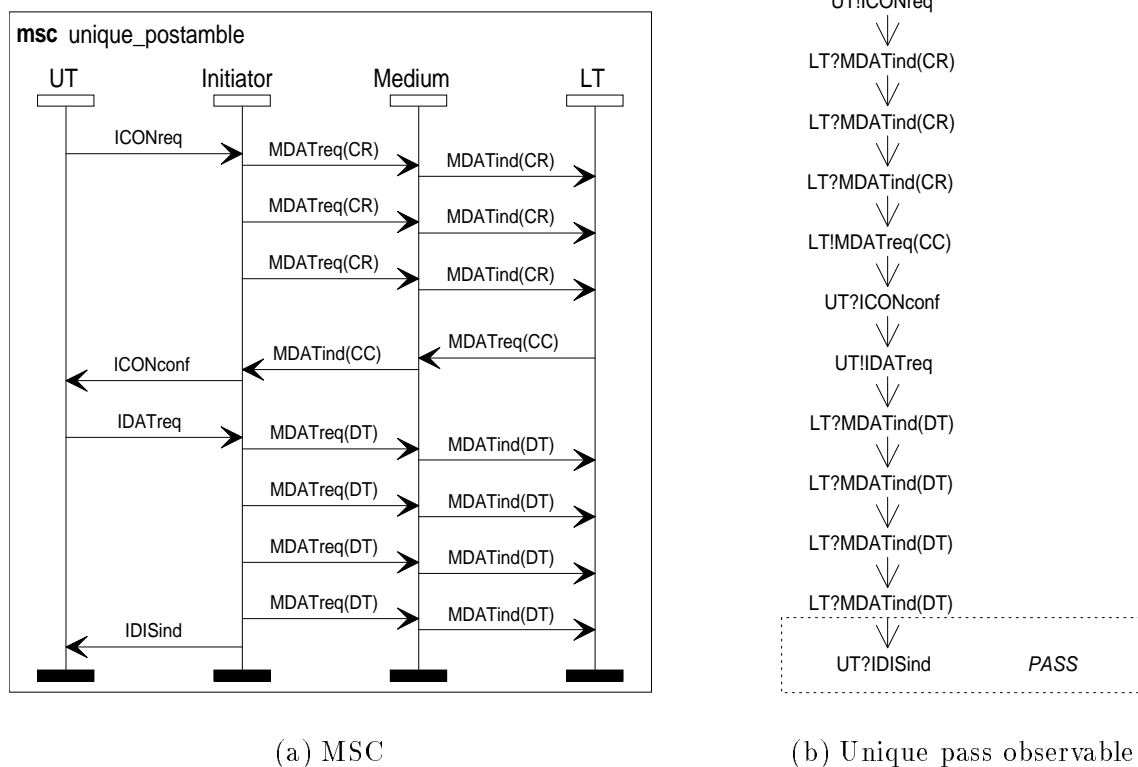 msc unique_postamble
UT Initiator Medium LT
ICONreq
MDATreq(CR)
MDATind(CR)
MDATreq(CR)
MDATind(CR)
MDATreq(CR)
MDATind(CR)
MDATreq(CC)
MDATind(CC)
ICONconf
IDATreq
MDATreq(DT)
MDATind(DT)
MDATreq(DT)
MDATind(DT)
MDATreq(DT)
MDATind(DT)
MDATreq(DT)
MDATind(DT)
IDISind
(a) MSC
UT!ICONreq
LT?MDATind(CR)
LT?MDATind(CR)
LT?MDATind(CR)
LT!MDATreq(CC)
UT?ICONconf
UT!IDATreq
LT?MDATind(DT)
LT?MDATind(DT)
LT?MDATind(DT)
LT?MDATind(DT)
UT?IDISind PASS
(b) Unique pass observable